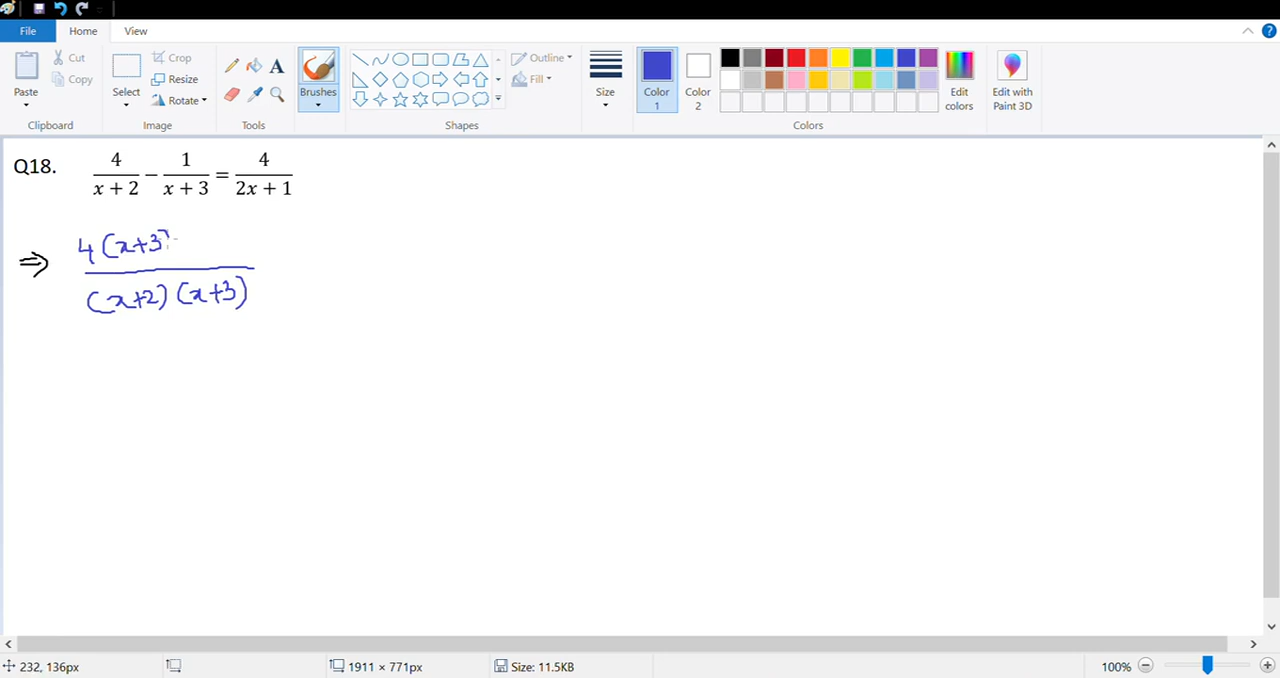 File Home View
Paste Cut Copy Select Crop Resize Rotate A Brushes Outline Fill Size Color 1 Color 2 Edit colors Edit with Paint 3D
Clipboard Image Tools Shapes Colors
Q18. 4/(x + 2) − 1/(x + 3) = 4/(2x + 1)
⇒ 4(x+3)-
(x+2)(x+3)
232, 136px 1911 × 771px Size: 11.5KB 100%